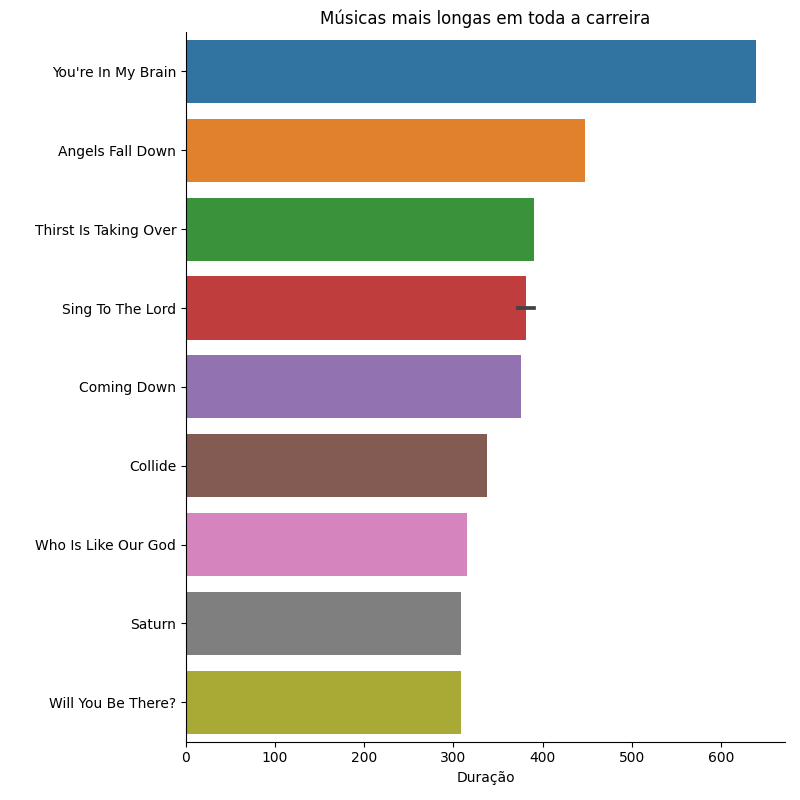 Músicas mais longas em toda a carreira
You're In My Brain
Angels Fall Down
Thirst Is Taking Over
Sing To The Lord
Coming Down
Collide
Who Is Like Our God
Saturn
Will You Be There?
0 100 200 300 400 500 600
Duração